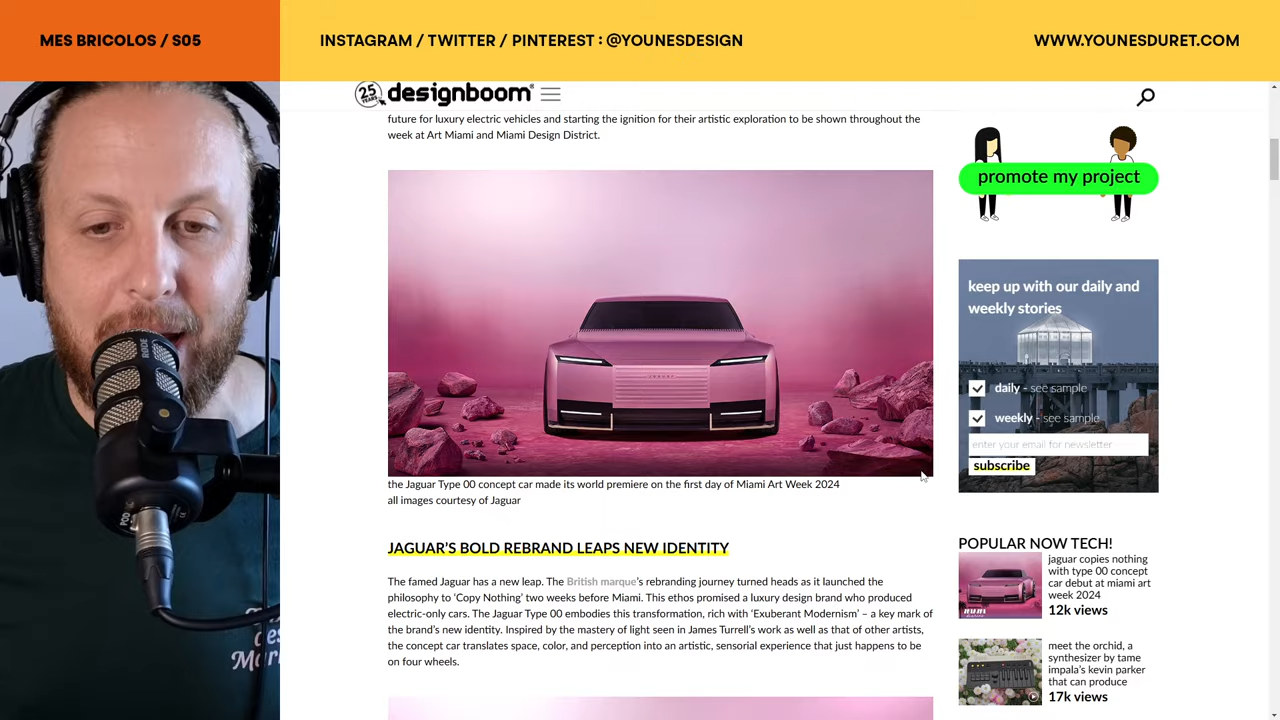 MES BRICOLOS / S05
INSTAGRAM / TWITTER / PINTEREST : @YOUNESDESIGN
WWW.YOUNESDURET.COM
25 YEARS
designboom®
future for luxury electric vehicles and starting the ignition for their artistic exploration to be shown throughout the
week at Art Miami and Miami Design District.
promote my project
keep up with our daily and
weekly stories
daily - see sample
weekly - see sample
enter your email for newsletter
subscribe
JAGUAR
RØDE
POD
the Jaguar Type 00 concept car made its world premiere on the first day of Miami Art Week 2024
all images courtesy of Jaguar
JAGUAR'S BOLD REBRAND LEAPS NEW IDENTITY
The famed Jaguar has a new leap. The British marque's rebranding journey turned heads as it launched the
philosophy to 'Copy Nothing' two weeks before Miami. This ethos promised a luxury design brand who produced
electric-only cars. The Jaguar Type 00 embodies this transformation, rich with 'Exuberant Modernism' – a key mark of
the brand's new identity. Inspired by the mastery of light seen in James Turrell's work as well as that of other artists,
the concept car translates space, color, and perception into an artistic, sensorial experience that just happens to be
on four wheels.
POPULAR NOW TECH!
jaguar copies nothing
with type 00 concept
car debut at miami art
week 2024
12k views
meet the orchid, a
synthesizer by tame
impala's kevin parker
that can produce
17k views